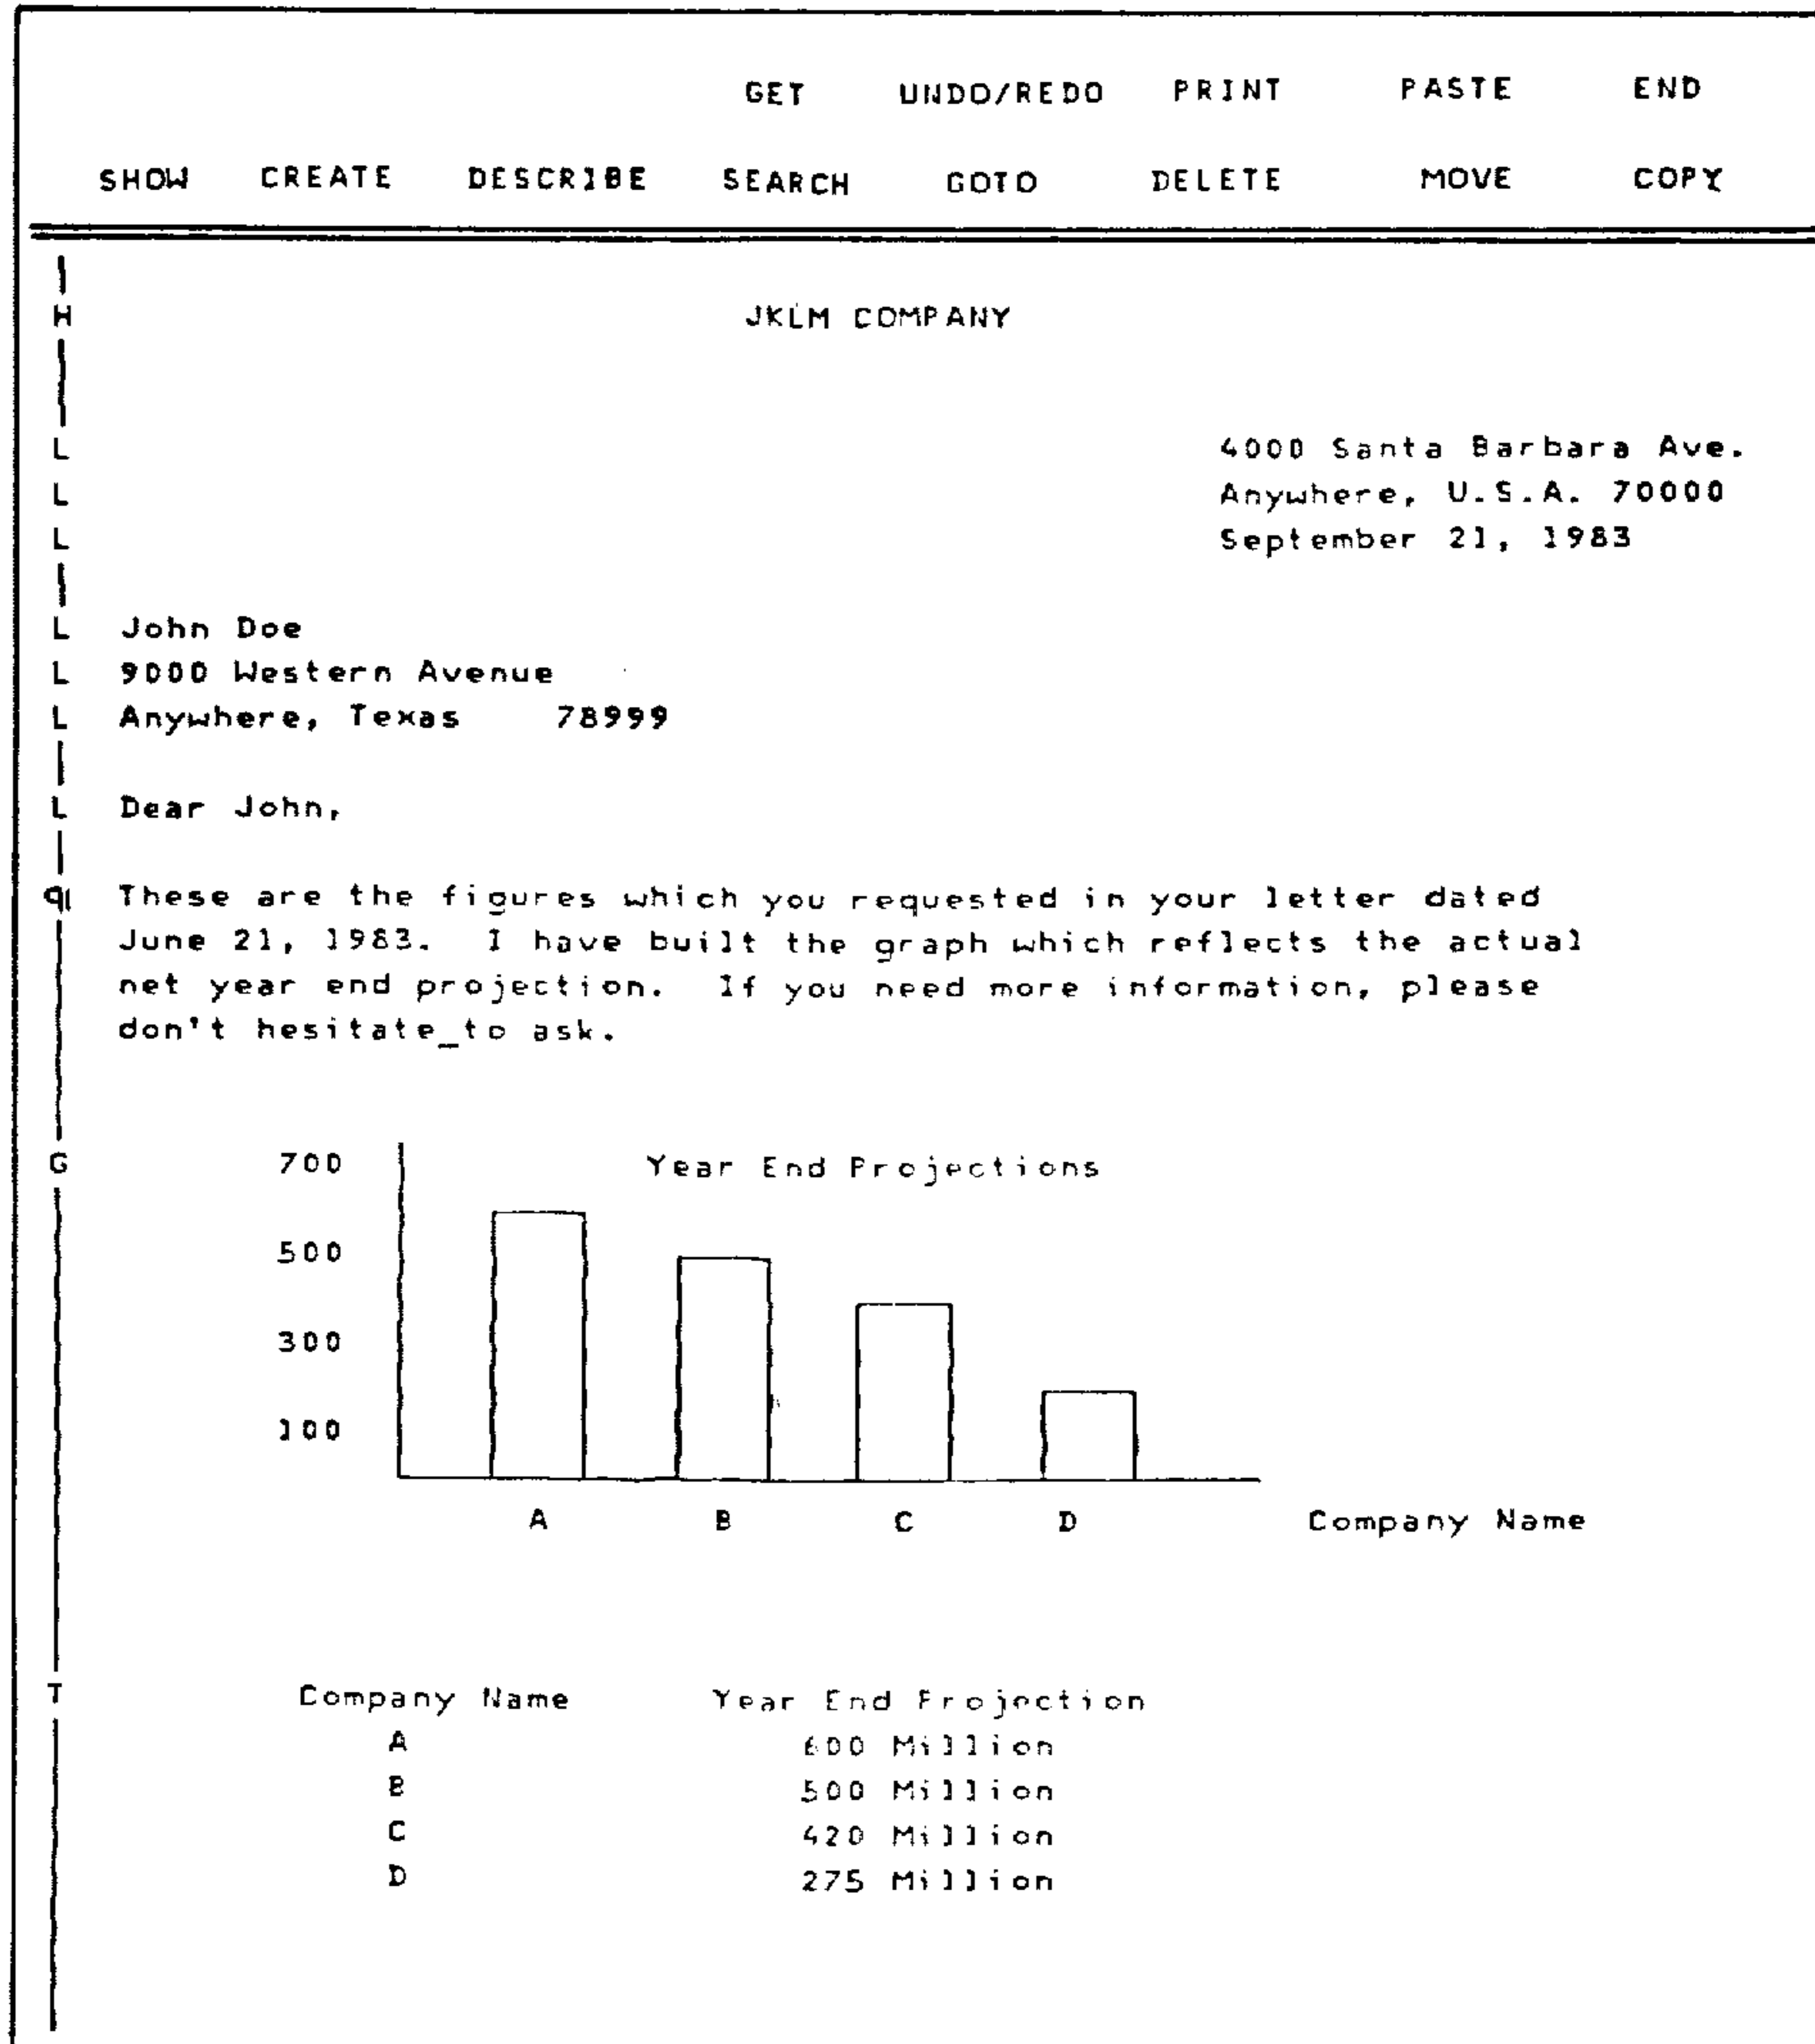 GET UNDO/REDO PRINT PASTE END
SHOW CREATE DESCRIBE SEARCH GOTO DELETE MOVE COPY
H JKLM COMPANY
L 4000 Santa Barbara Ave.
L Anywhere, U.S.A. 70000
L September 21, 1983
L John Doe
L 9000 Western Avenue
L Anywhere, Texas 78999
L Dear John,
¶ These are the figures which you requested in your letter dated
June 21, 1983. I have built the graph which reflects the actual
net year end projection. If you need more information, please
don't hesitate_to ask.
G 700 Year End Projections
500
300
100
A B C D Company Name
T Company Name Year End Projection
A 600 Million
B 500 Million
C 420 Million
D 275 Million